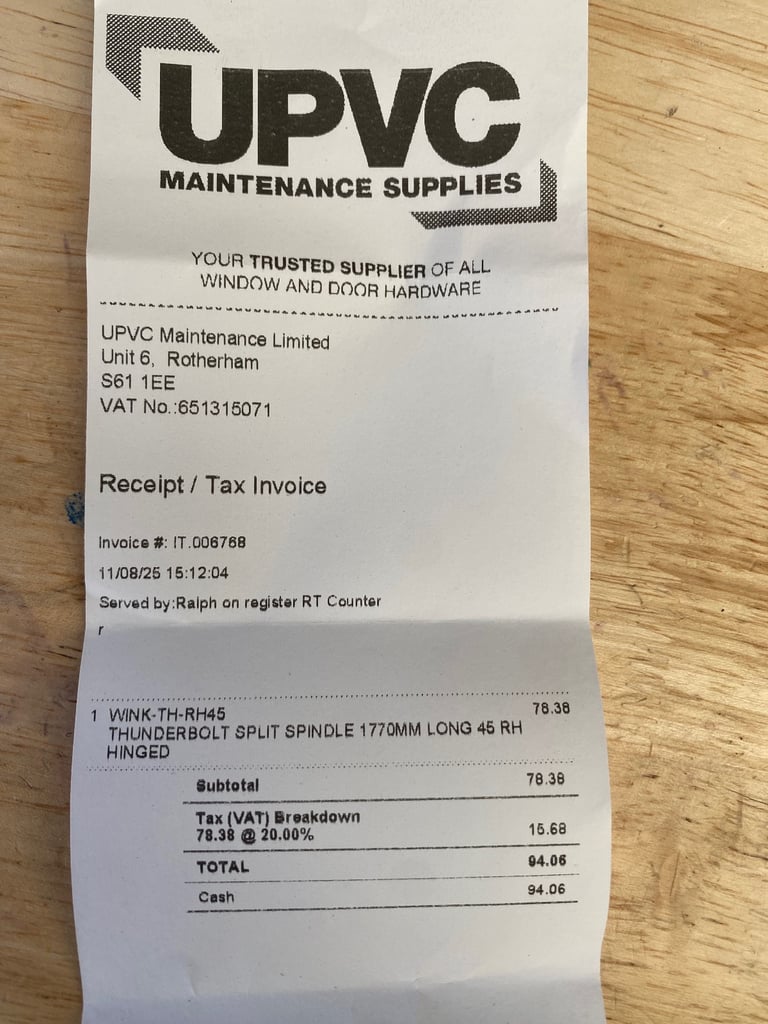 UPVC
MAINTENANCE SUPPLIES
YOUR TRUSTED SUPPLIER OF ALL
WINDOW AND DOOR HARDWARE
UPVC Maintenance Limited
Unit 6, Rotherham
S61 1EE
VAT No.:651315071
Receipt / Tax Invoice
Invoice #: IT.006768
11/08/25 15:12:04
Served by:Ralph on register RT Counter
r
1 WINK-TH-RH45 78.38
THUNDERBOLT SPLIT SPINDLE 1770MM LONG 45 RH
HINGED
Subtotal 78.38
Tax (VAT) Breakdown
78.38 @ 20.00% 15.68
TOTAL 94.06
Cash 94.06